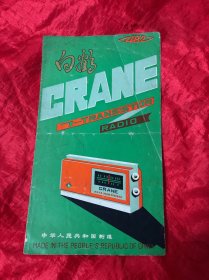 白鹤
CRANE
TRANSISTOR
RADIO
CRANE
中华人民共和国制造
MADE IN THE PEOPLE'S REPUBLIC OF CHINA